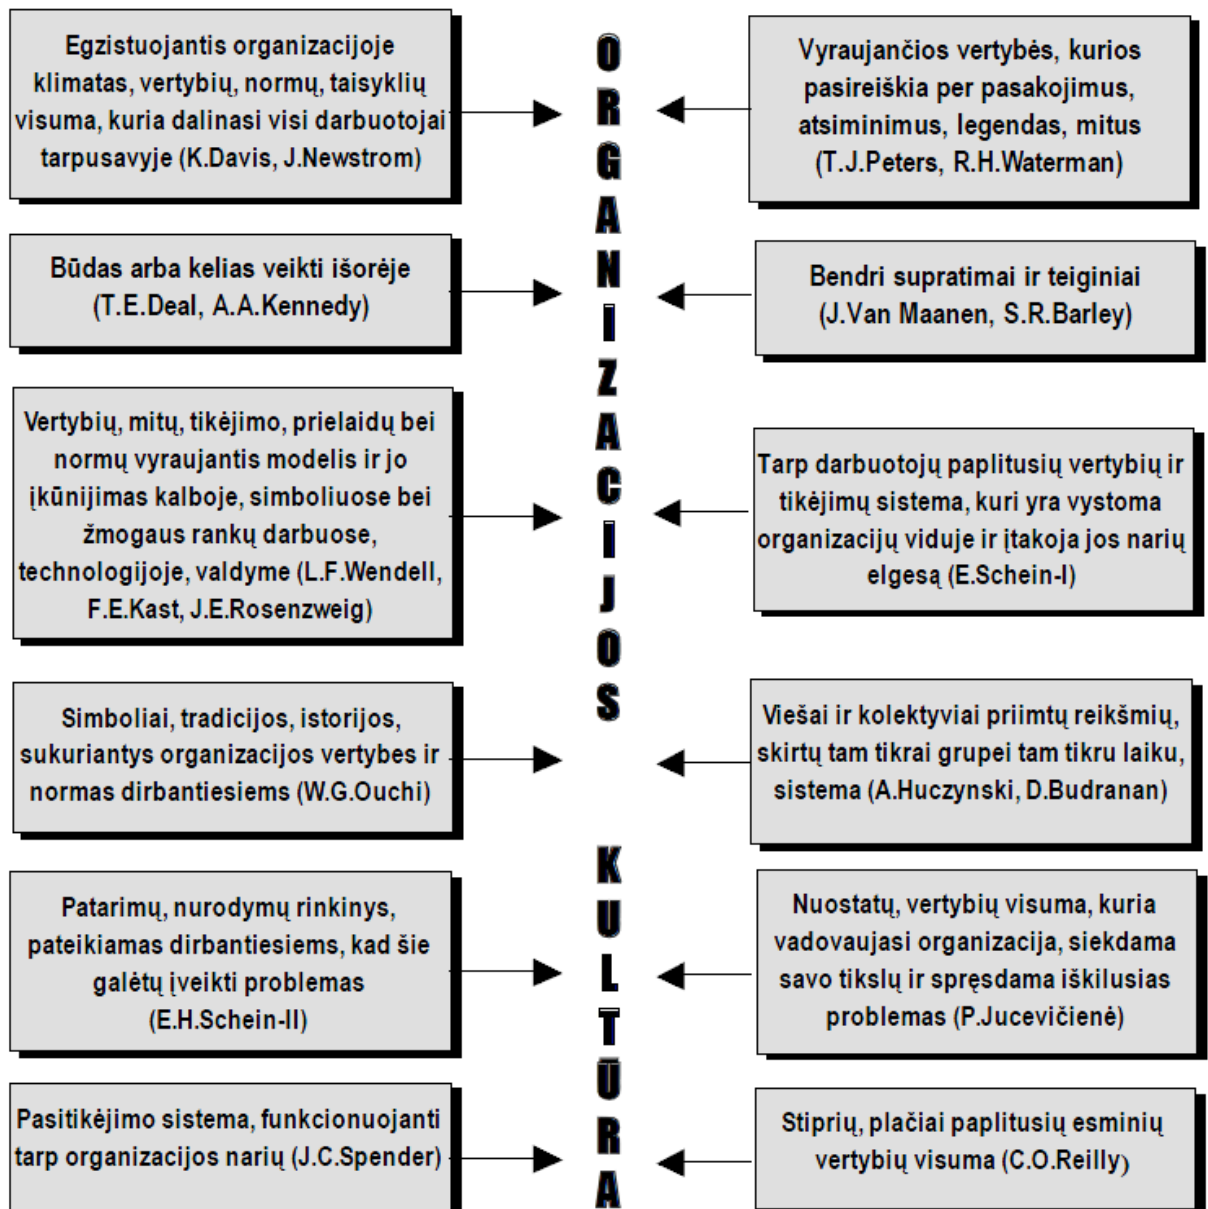 Egzistuojantis organizacijoje
klimatas, vertybių, normų, taisyklių
visuma, kuria dalinasi visi darbuotojai
tarpusavyje (K.Davis, J.Newstrom)
Būdas arba kelias veikti išorėje
(T.E.Deal, A.A.Kennedy)
Vertybių, mitų, tikėjimo, prielaidų bei
normų vyraujantis modelis ir jo
įkūnijimas kalboje, simboliuose bei
žmogaus rankų darbuose,
technologijoje, valdyme (L.F.Wendell,
F.E.Kast, J.E.Rosenzweig)
Simboliai, tradicijos, istorijos,
sukuriantys organizacijos vertybes ir
normas dirbantiesiems (W.G.Ouchi)
Patarimų, nurodymų rinkinys,
pateikiamas dirbantiesiems, kad šie
galėtų įveikti problemas
(E.H.Schein-II)
Pasitikėjimo sistema, funkcionuojanti
tarp organizacijos narių (J.C.Spender)
ORGANIZACIJOS KULTŪRA
Vyraujančios vertybės, kurios
pasireiškia per pasakojimus,
atsiminimus, legendas, mitus
(T.J.Peters, R.H.Waterman)
Bendri supratimai ir teiginiai
(J.Van Maanen, S.R.Barley)
Tarp darbuotojų paplitusių vertybių ir
tikėjimų sistema, kuri yra vystoma
organizacijų viduje ir įtakoja jos narių
elgesą (E.Schein-I)
Viešai ir kolektyviai priimtų reikšmių,
skirtų tam tikrai grupei tam tikru laiku,
sistema (A.Huczynski, D.Budranan)
Nuostatų, vertybių visuma, kuria
vadovaujasi organizacija, siekdama
savo tikslų ir spręsdama iškilusias
problemas (P.Jucevičienė)
Stiprių, plačiai paplitusių esminių
vertybių visuma (C.O.Reilly)